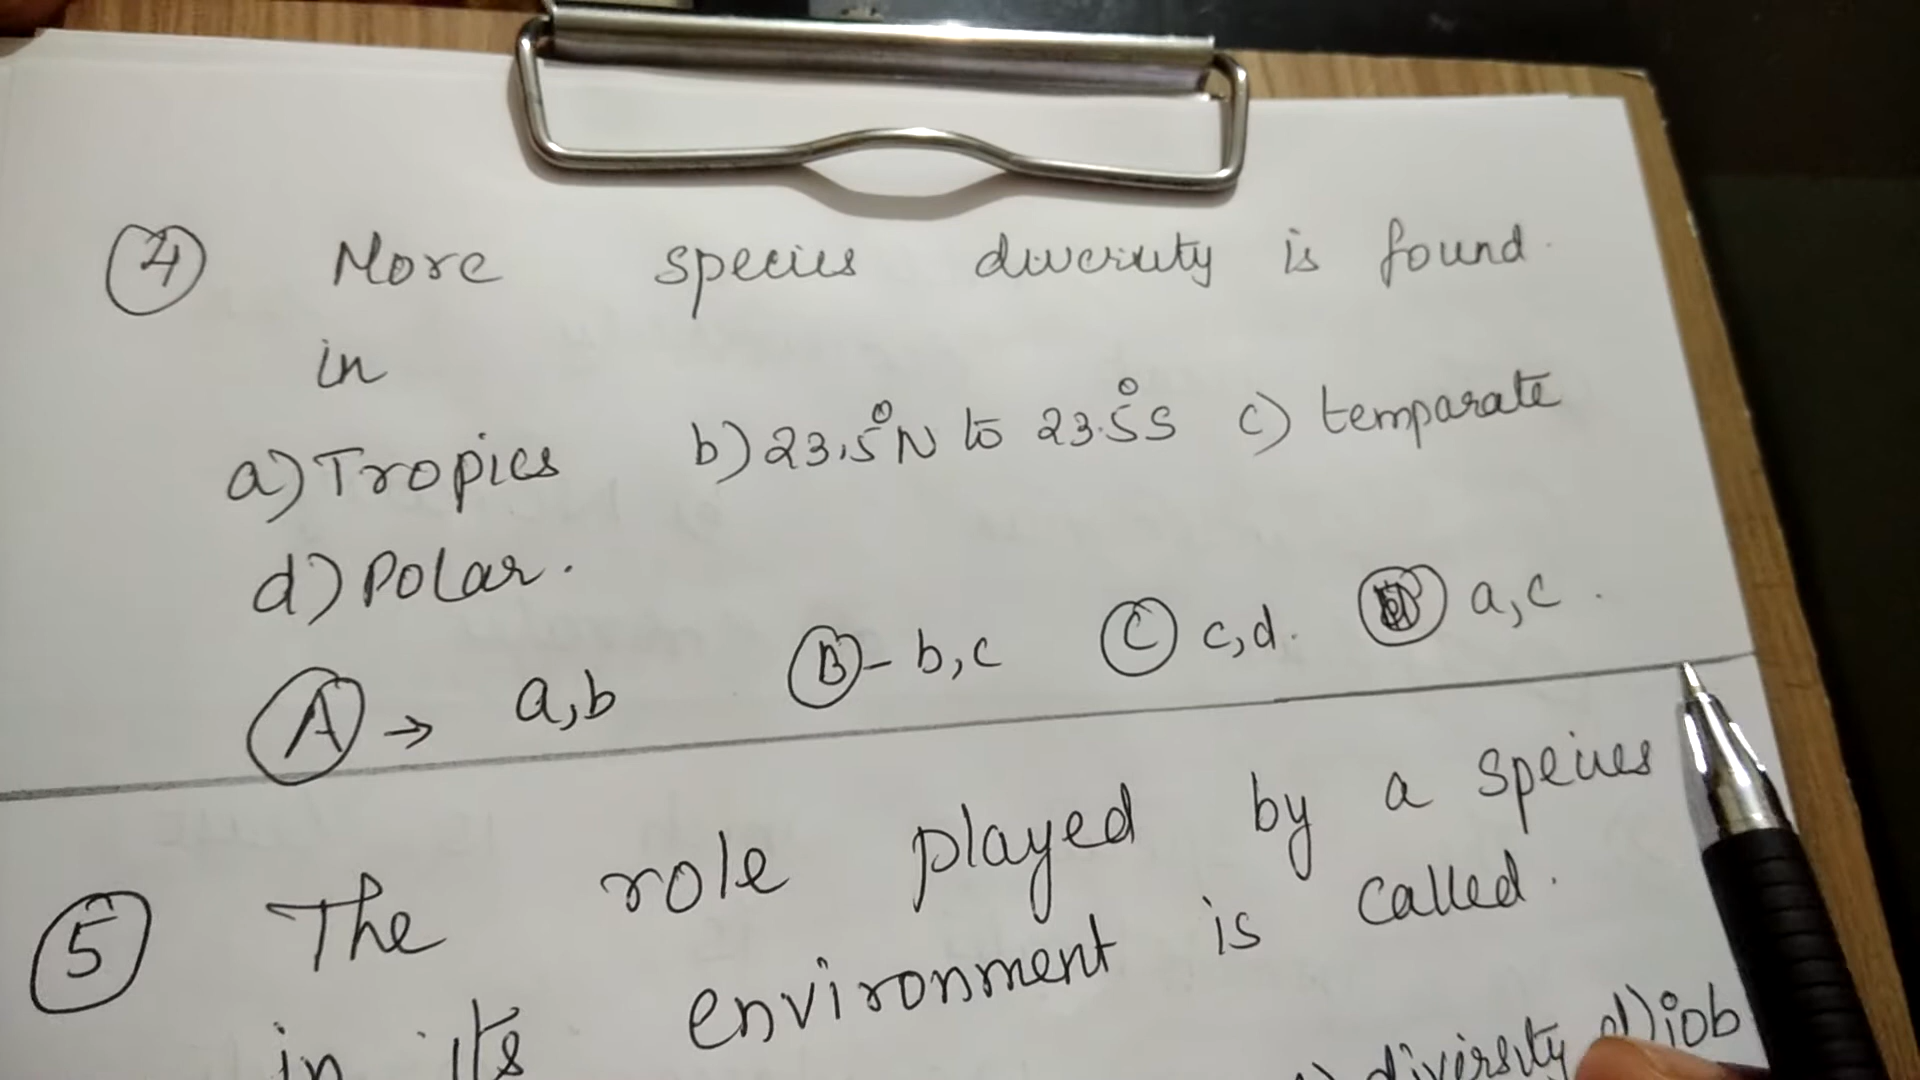 4 More species diversity is found
in
a) Tropics b) 23.5°N to 23.5°S c) temparate
d) Polar.
A → a,b B - b,c C c,d. D a,c.
5 The role played by a species
in its environment is called.
diversity d) job